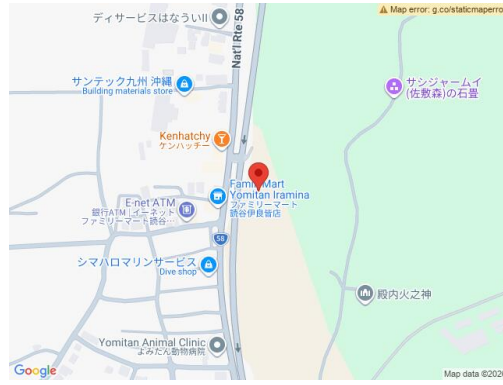 ディサービスはなういII
Map error: g.co/staticmaperro
Nat'l Rte 58
サンテック九州 沖縄
Building materials store
サシジャームイ
(佐敷森)の石畳
Kenhatchy
ケンハッチー
FamilyMart
Yomitan Iramina
ファミリーマート
読谷伊良皆店
E-net ATM
銀行ATM | イーネット
ファミリーマート読谷...
58
シマハロマリンサービス
Dive shop
殿内火之神
Yomitan Animal Clinic
よみたん動物病院
Google
Map data ©2026